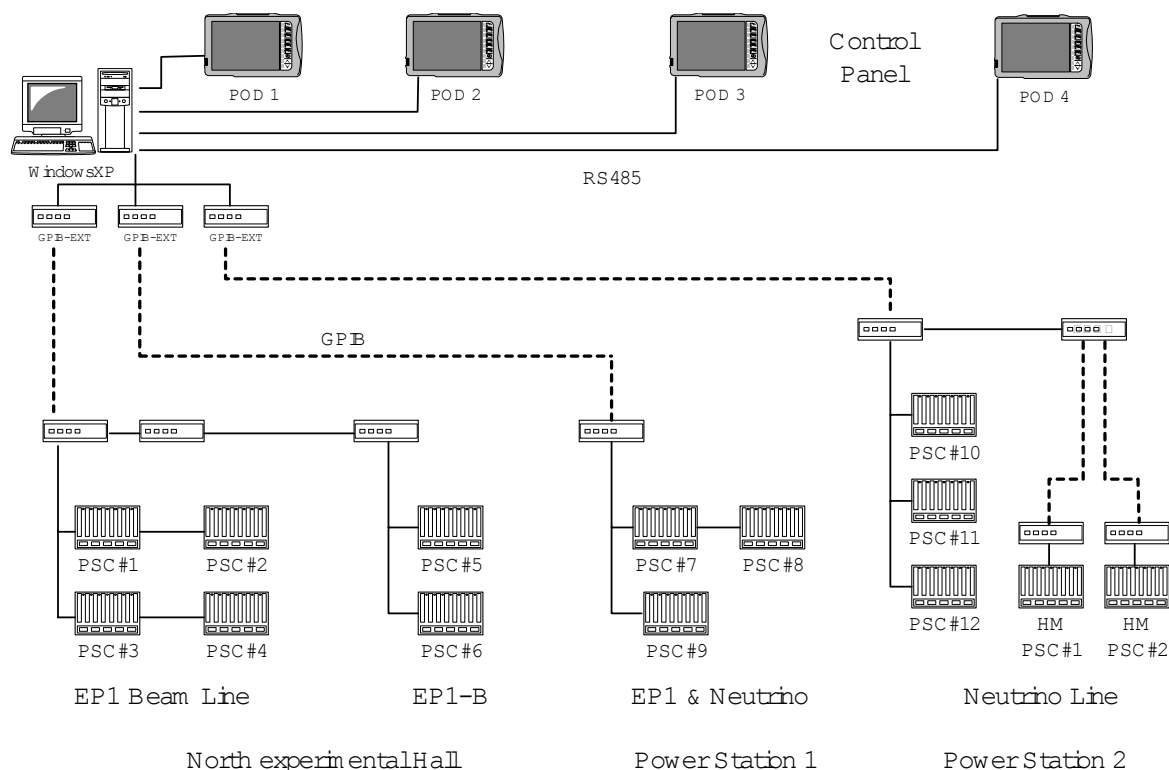 Control
Panel
POD 1
POD 2
POD 3
POD 4
WindowsXP
RS485
GPIB-EXT
GPIB-EXT
GPIB-EXT
GPIB
PSC#10
PSC#11
PSC#1
PSC#2
PSC#5
PSC#7
PSC#8
PSC#12
HM
PSC#1
HM
PSC#2
PSC#3
PSC#4
PSC#6
PSC#9
EP1 Beam Line
EP1-B
EP1 & Neutrino
Neutrino Line
North experimental Hall
Power Station 1
Power Station 2